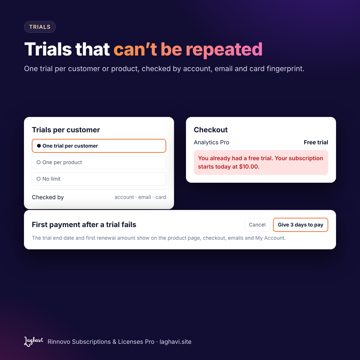 TRIALS
Trials that can't be repeated
One trial per customer or product, checked by account, email and card fingerprint.
Trials per customer
One trial per customer
One per product
No limit
Checked by
account · email · card
Checkout
Analytics Pro
Free trial
You already had a free trial. Your subscription
starts today at $10.00.
First payment after a trial fails
Cancel
Give 3 days to pay
The trial end date and first renewal amount show on the product page, checkout, emails and My Account.
Laghavi
Rinnovo Subscriptions & Licenses Pro · laghavi.site